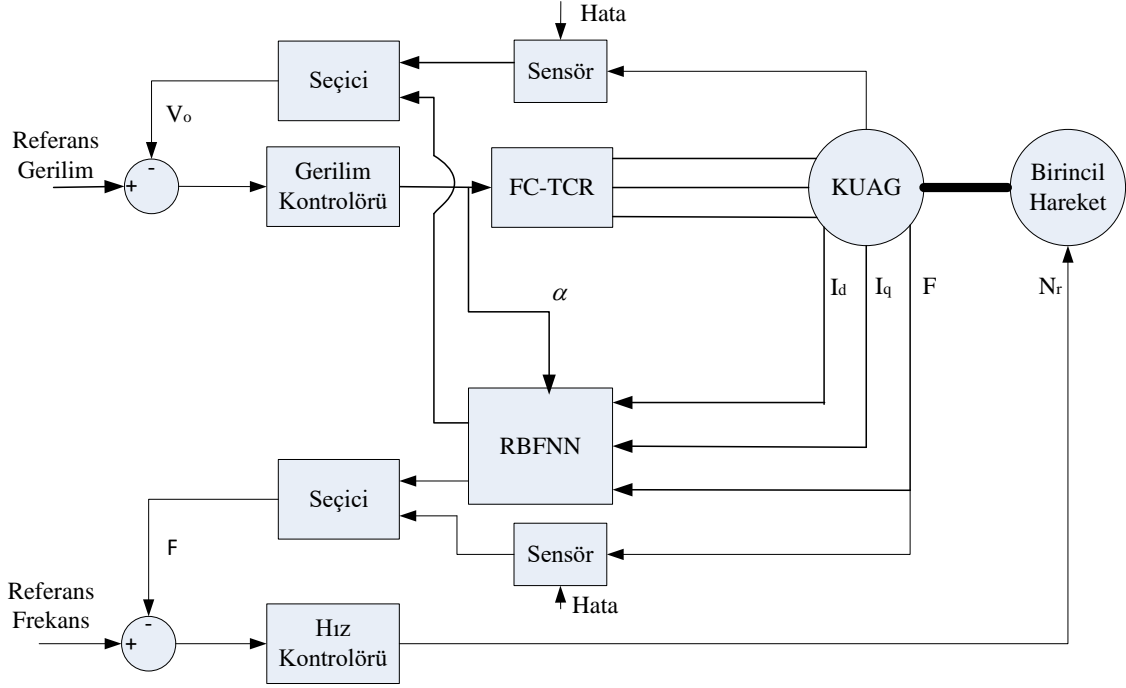 Hata
Seçici
Sensör
Vo
Referans
Gerilim
-
+
Gerilim
Kontrolörü
FC-TCR
KUAG
Birincil
Hareket
α
Id
Iq
F
Nr
RBFNN
Seçici
Sensör
F
Hata
Referans
Frekans
-
+
Hız
Kontrolörü